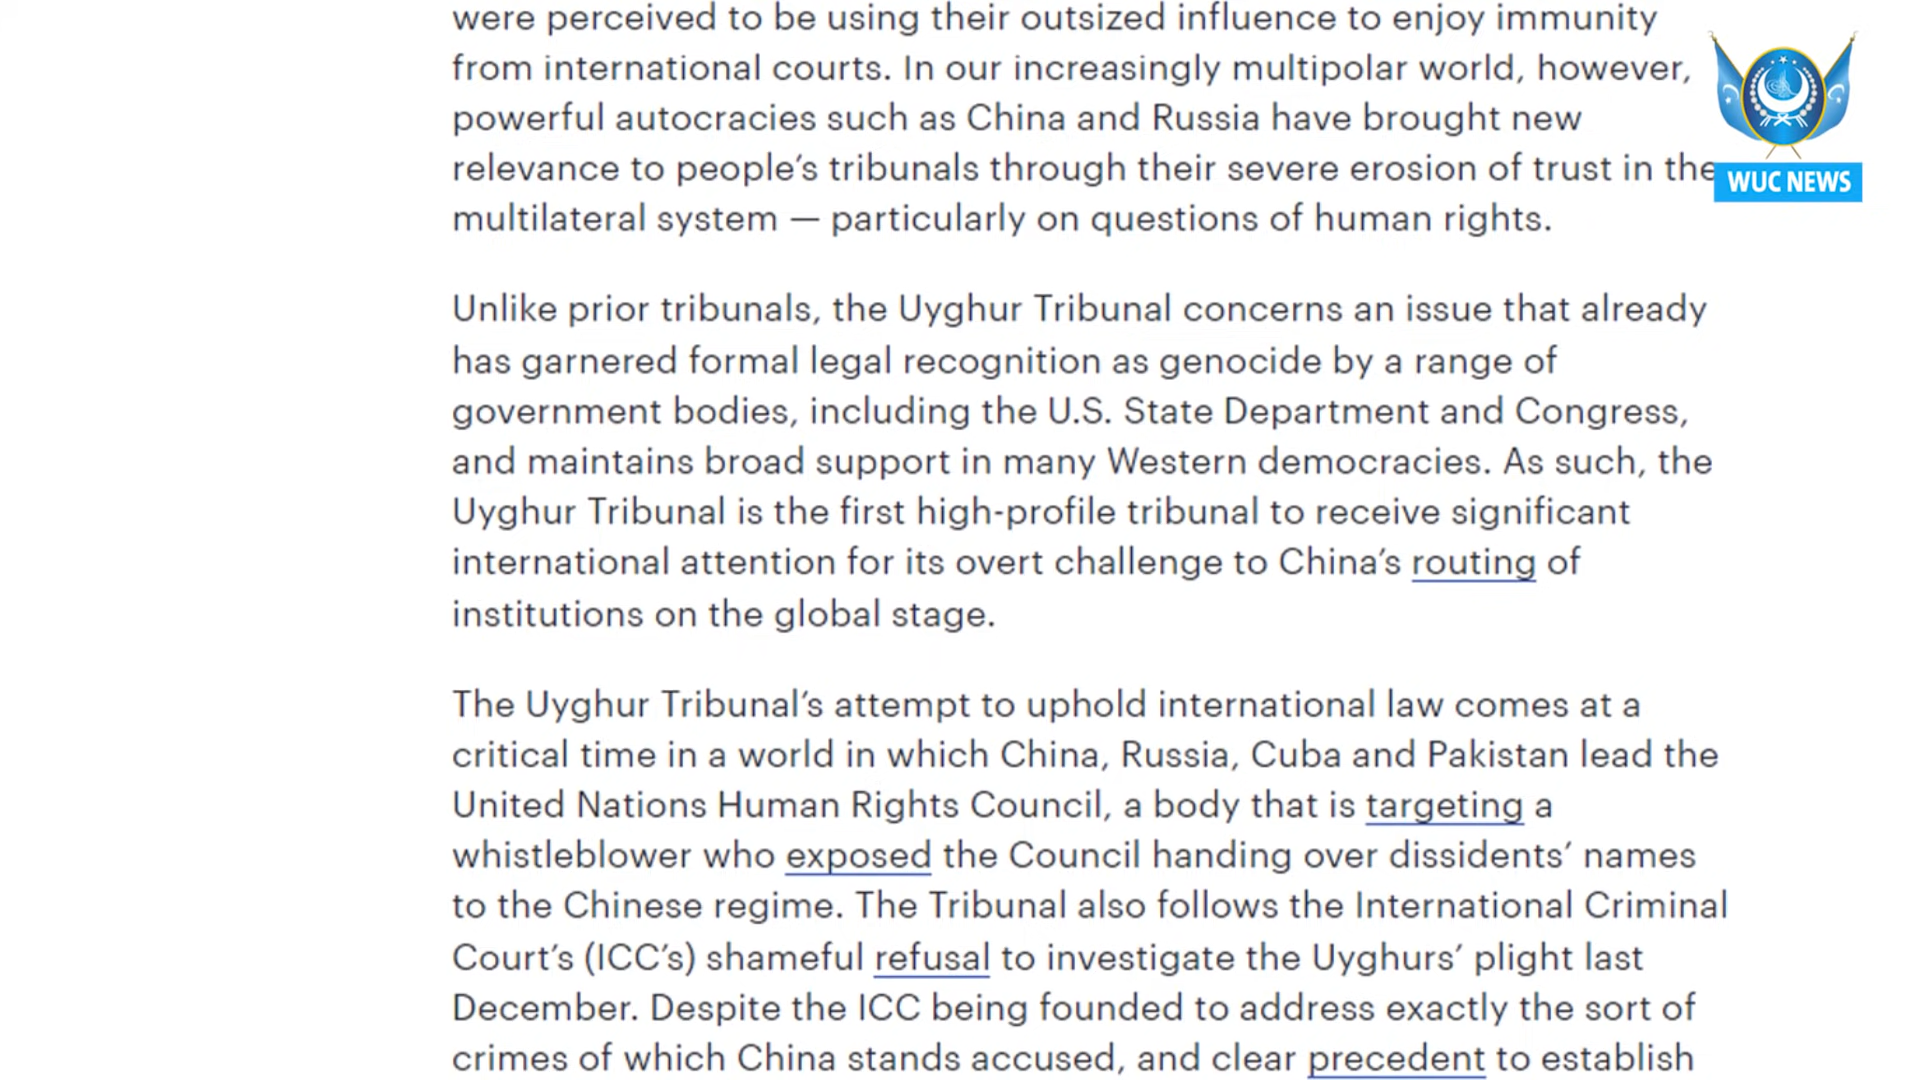 were perceived to be using their outsized influence to enjoy immunity
from international courts. In our increasingly multipolar world, however,
powerful autocracies such as China and Russia have brought new
relevance to people’s tribunals through their severe erosion of trust in the
multilateral system — particularly on questions of human rights.
WUC NEWS
Unlike prior tribunals, the Uyghur Tribunal concerns an issue that already
has garnered formal legal recognition as genocide by a range of
government bodies, including the U.S. State Department and Congress,
and maintains broad support in many Western democracies. As such, the
Uyghur Tribunal is the first high-profile tribunal to receive significant
international attention for its overt challenge to China’s routing of
institutions on the global stage.
The Uyghur Tribunal’s attempt to uphold international law comes at a
critical time in a world in which China, Russia, Cuba and Pakistan lead the
United Nations Human Rights Council, a body that is targeting a
whistleblower who exposed the Council handing over dissidents’ names
to the Chinese regime. The Tribunal also follows the International Criminal
Court’s (ICC’s) shameful refusal to investigate the Uyghurs’ plight last
December. Despite the ICC being founded to address exactly the sort of
crimes of which China stands accused, and clear precedent to establish